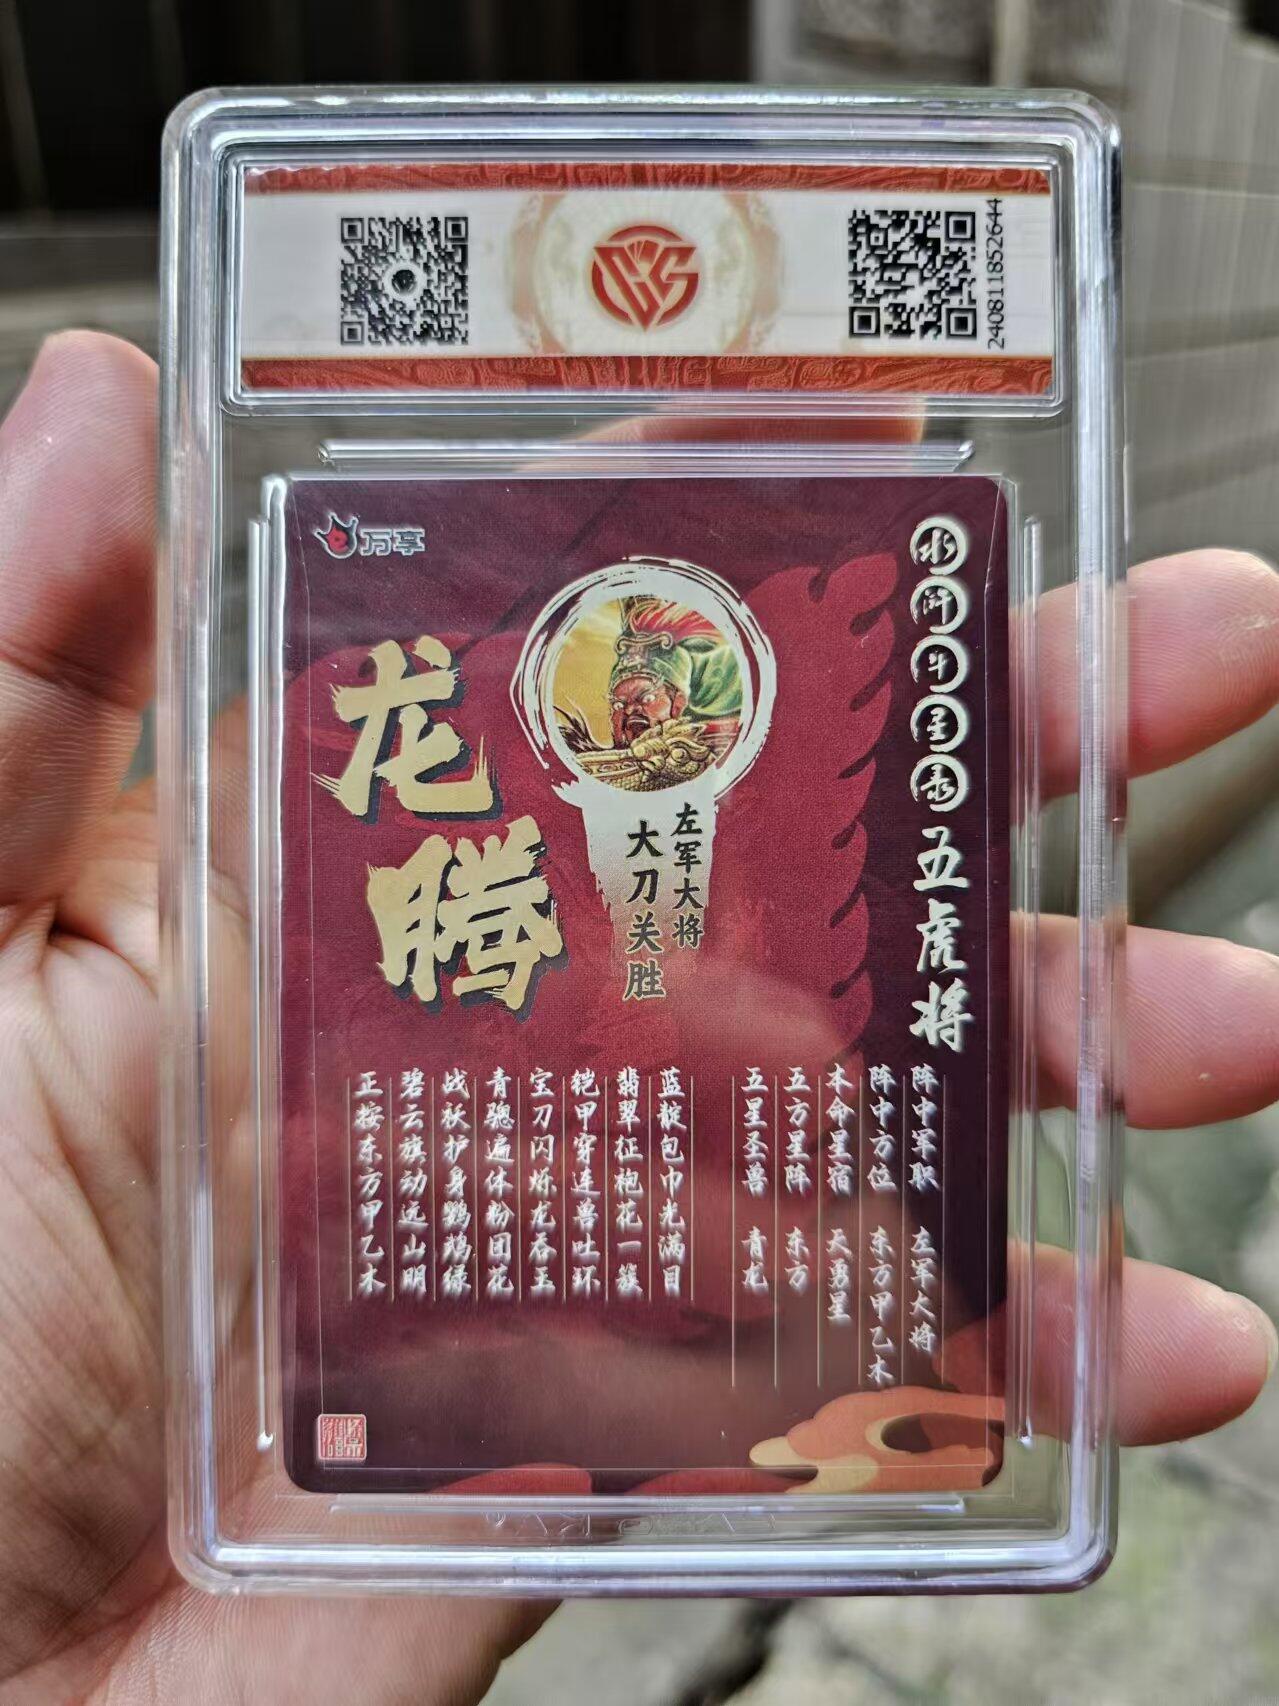 240811852644
万享
水浒斗星录 五虎将
龙腾
左军大将
大刀关胜
阵中军职 左军大将
阵中方位 东方甲乙木
本命星宿 天勇星
五方星阵 东方
五星圣兽 青龙
蓝靛包巾光满目
翡翠征袍花一簇
铠甲穿连兽吐环
宝刀闪烁龙吞玉
青骢遍体粉团花
战袄护身鹦鹉绿
碧云旗动远山明
正按东方甲乙木